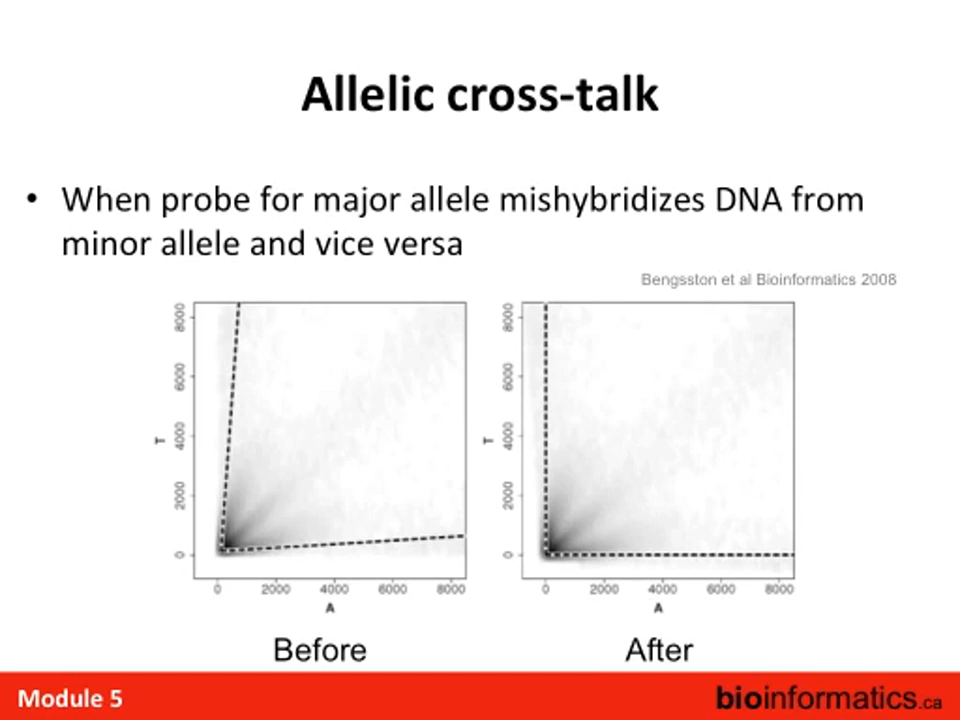 Allelic cross-talk
• When probe for major allele mishybridizes DNA from
minor allele and vice versa
Bengsston et al Bioinformatics 2008
8000
6000
4000
2000
0
T
0 2000 4000 6000 8000
A
Before
8000
6000
4000
2000
0
T
0 2000 4000 6000 8000
A
After
Module 5
bioinformatics.ca